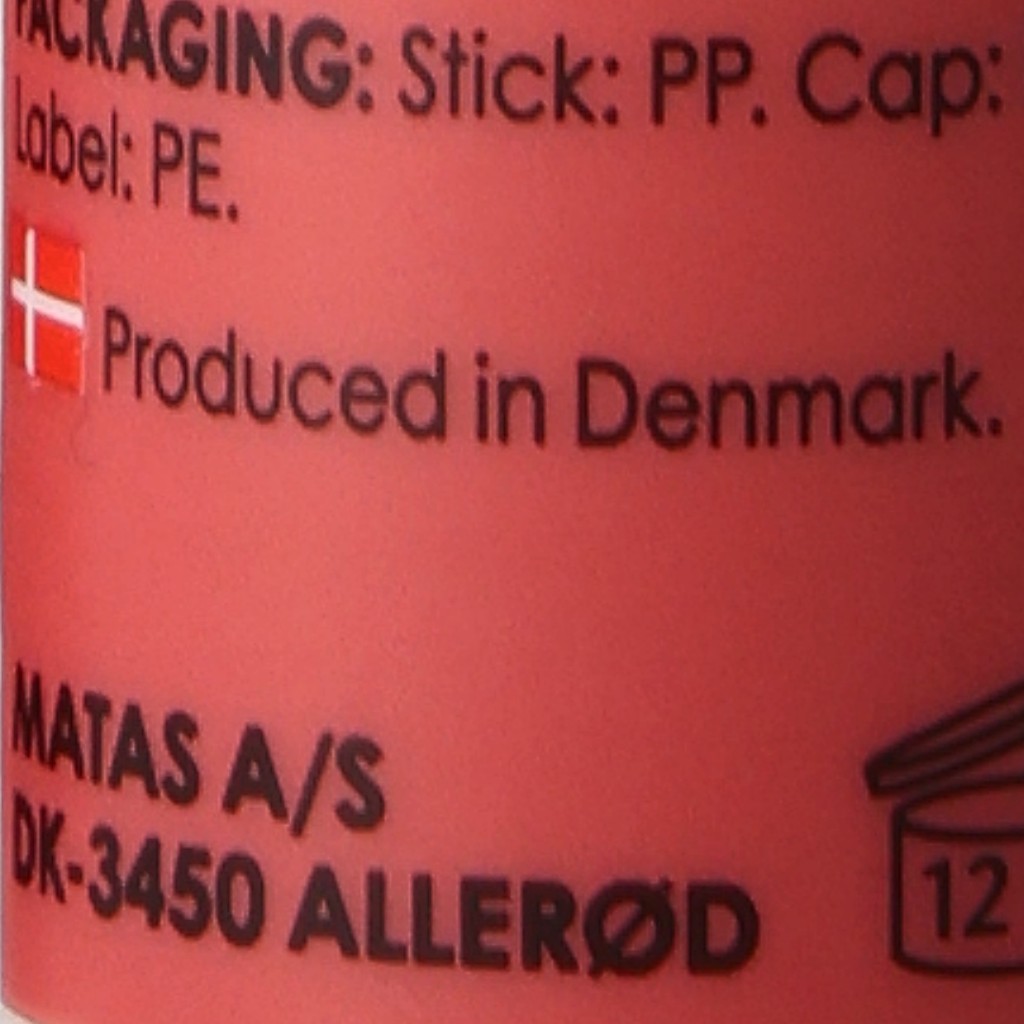 PACKAGING: Stick: PP. Cap:
Label: PE.
Produced in Denmark.
MATAS A/S
DK-3450 ALLERØD
12